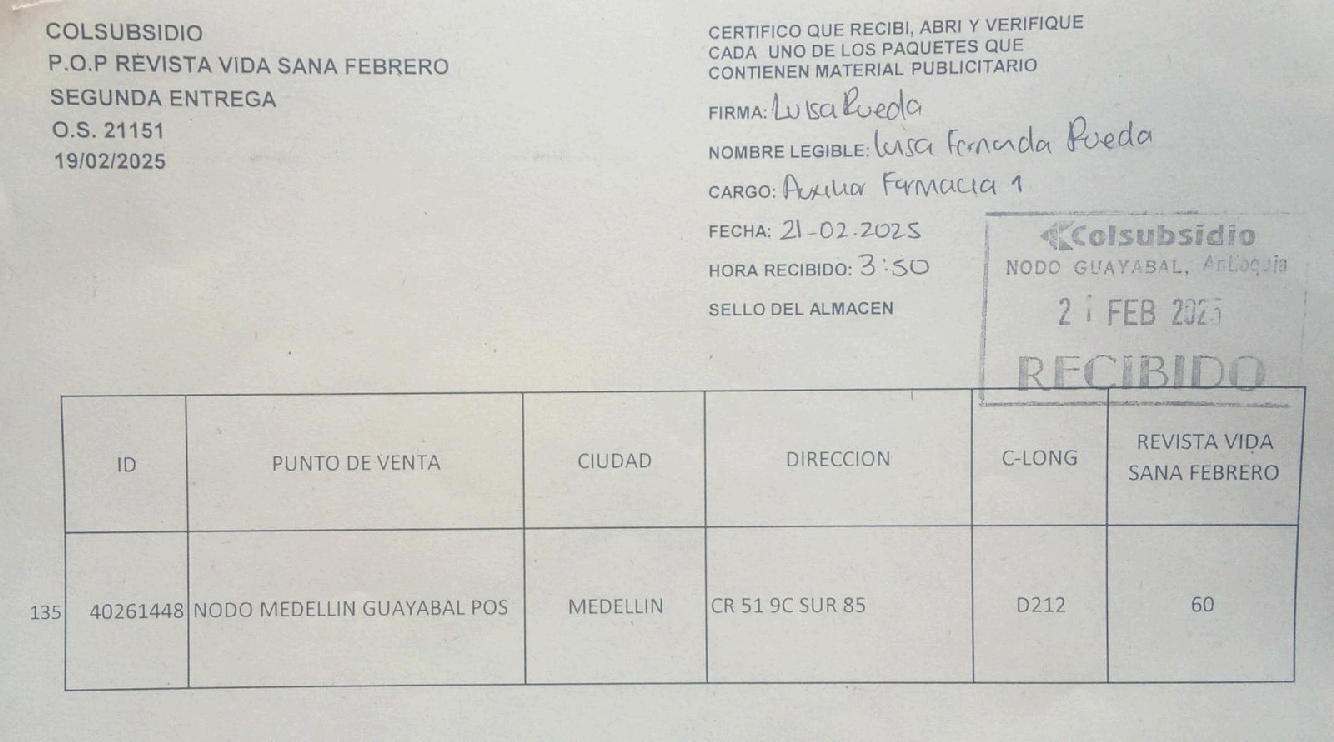 COLSUBSIDIO
P.O.P REVISTA VIDA SANA FEBRERO
SEGUNDA ENTREGA
O.S. 21151
19/02/2025
CERTIFICO QUE RECIBI, ABRI Y VERIFIQUE
CADA UNO DE LOS PAQUETES QUE
CONTIENEN MATERIAL PUBLICITARIO
FIRMA: Luisa Rueda
NOMBRE LEGIBLE: Luisa Fernanda Rueda
CARGO: Auxiliar Farmacia 1
FECHA: 21-02-2025
HORA RECIBIDO: 3:50
SELLO DEL ALMACEN
Colsubsidio
NODO GUAYABAL, Antioquia
21 FEB 2025
RECIBIDO
ID PUNTO DE VENTA CIUDAD DIRECCION C-LONG REVISTA VIDA
SANA FEBRERO
135 40261448 NODO MEDELLIN GUAYABAL POS MEDELLIN CR 51 9C SUR 85 D212 60